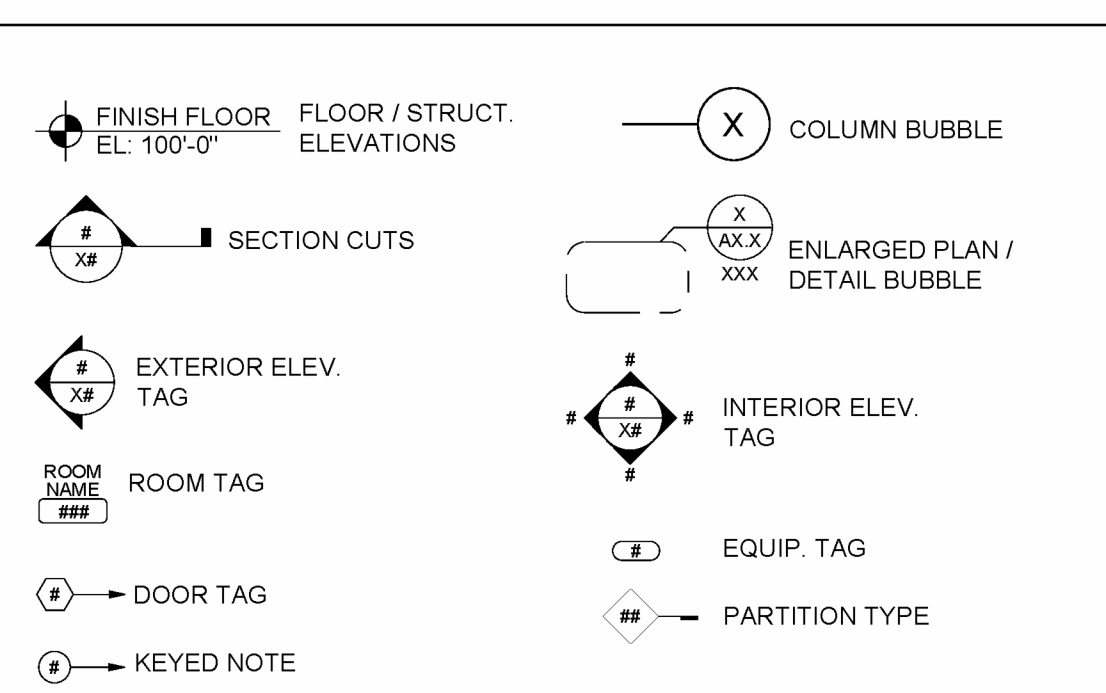 FINISH FLOOR
EL: 100'-0"
FLOOR / STRUCT.
ELEVATIONS
X
COLUMN BUBBLE
#
X#
SECTION CUTS
X
AX.X
XXX
ENLARGED PLAN /
DETAIL BUBBLE
#
X#
EXTERIOR ELEV.
TAG
#
#
#
X#
#
#
INTERIOR ELEV.
TAG
ROOM
NAME
###
ROOM TAG
#
EQUIP. TAG
#
DOOR TAG
##
PARTITION TYPE
#
KEYED NOTE